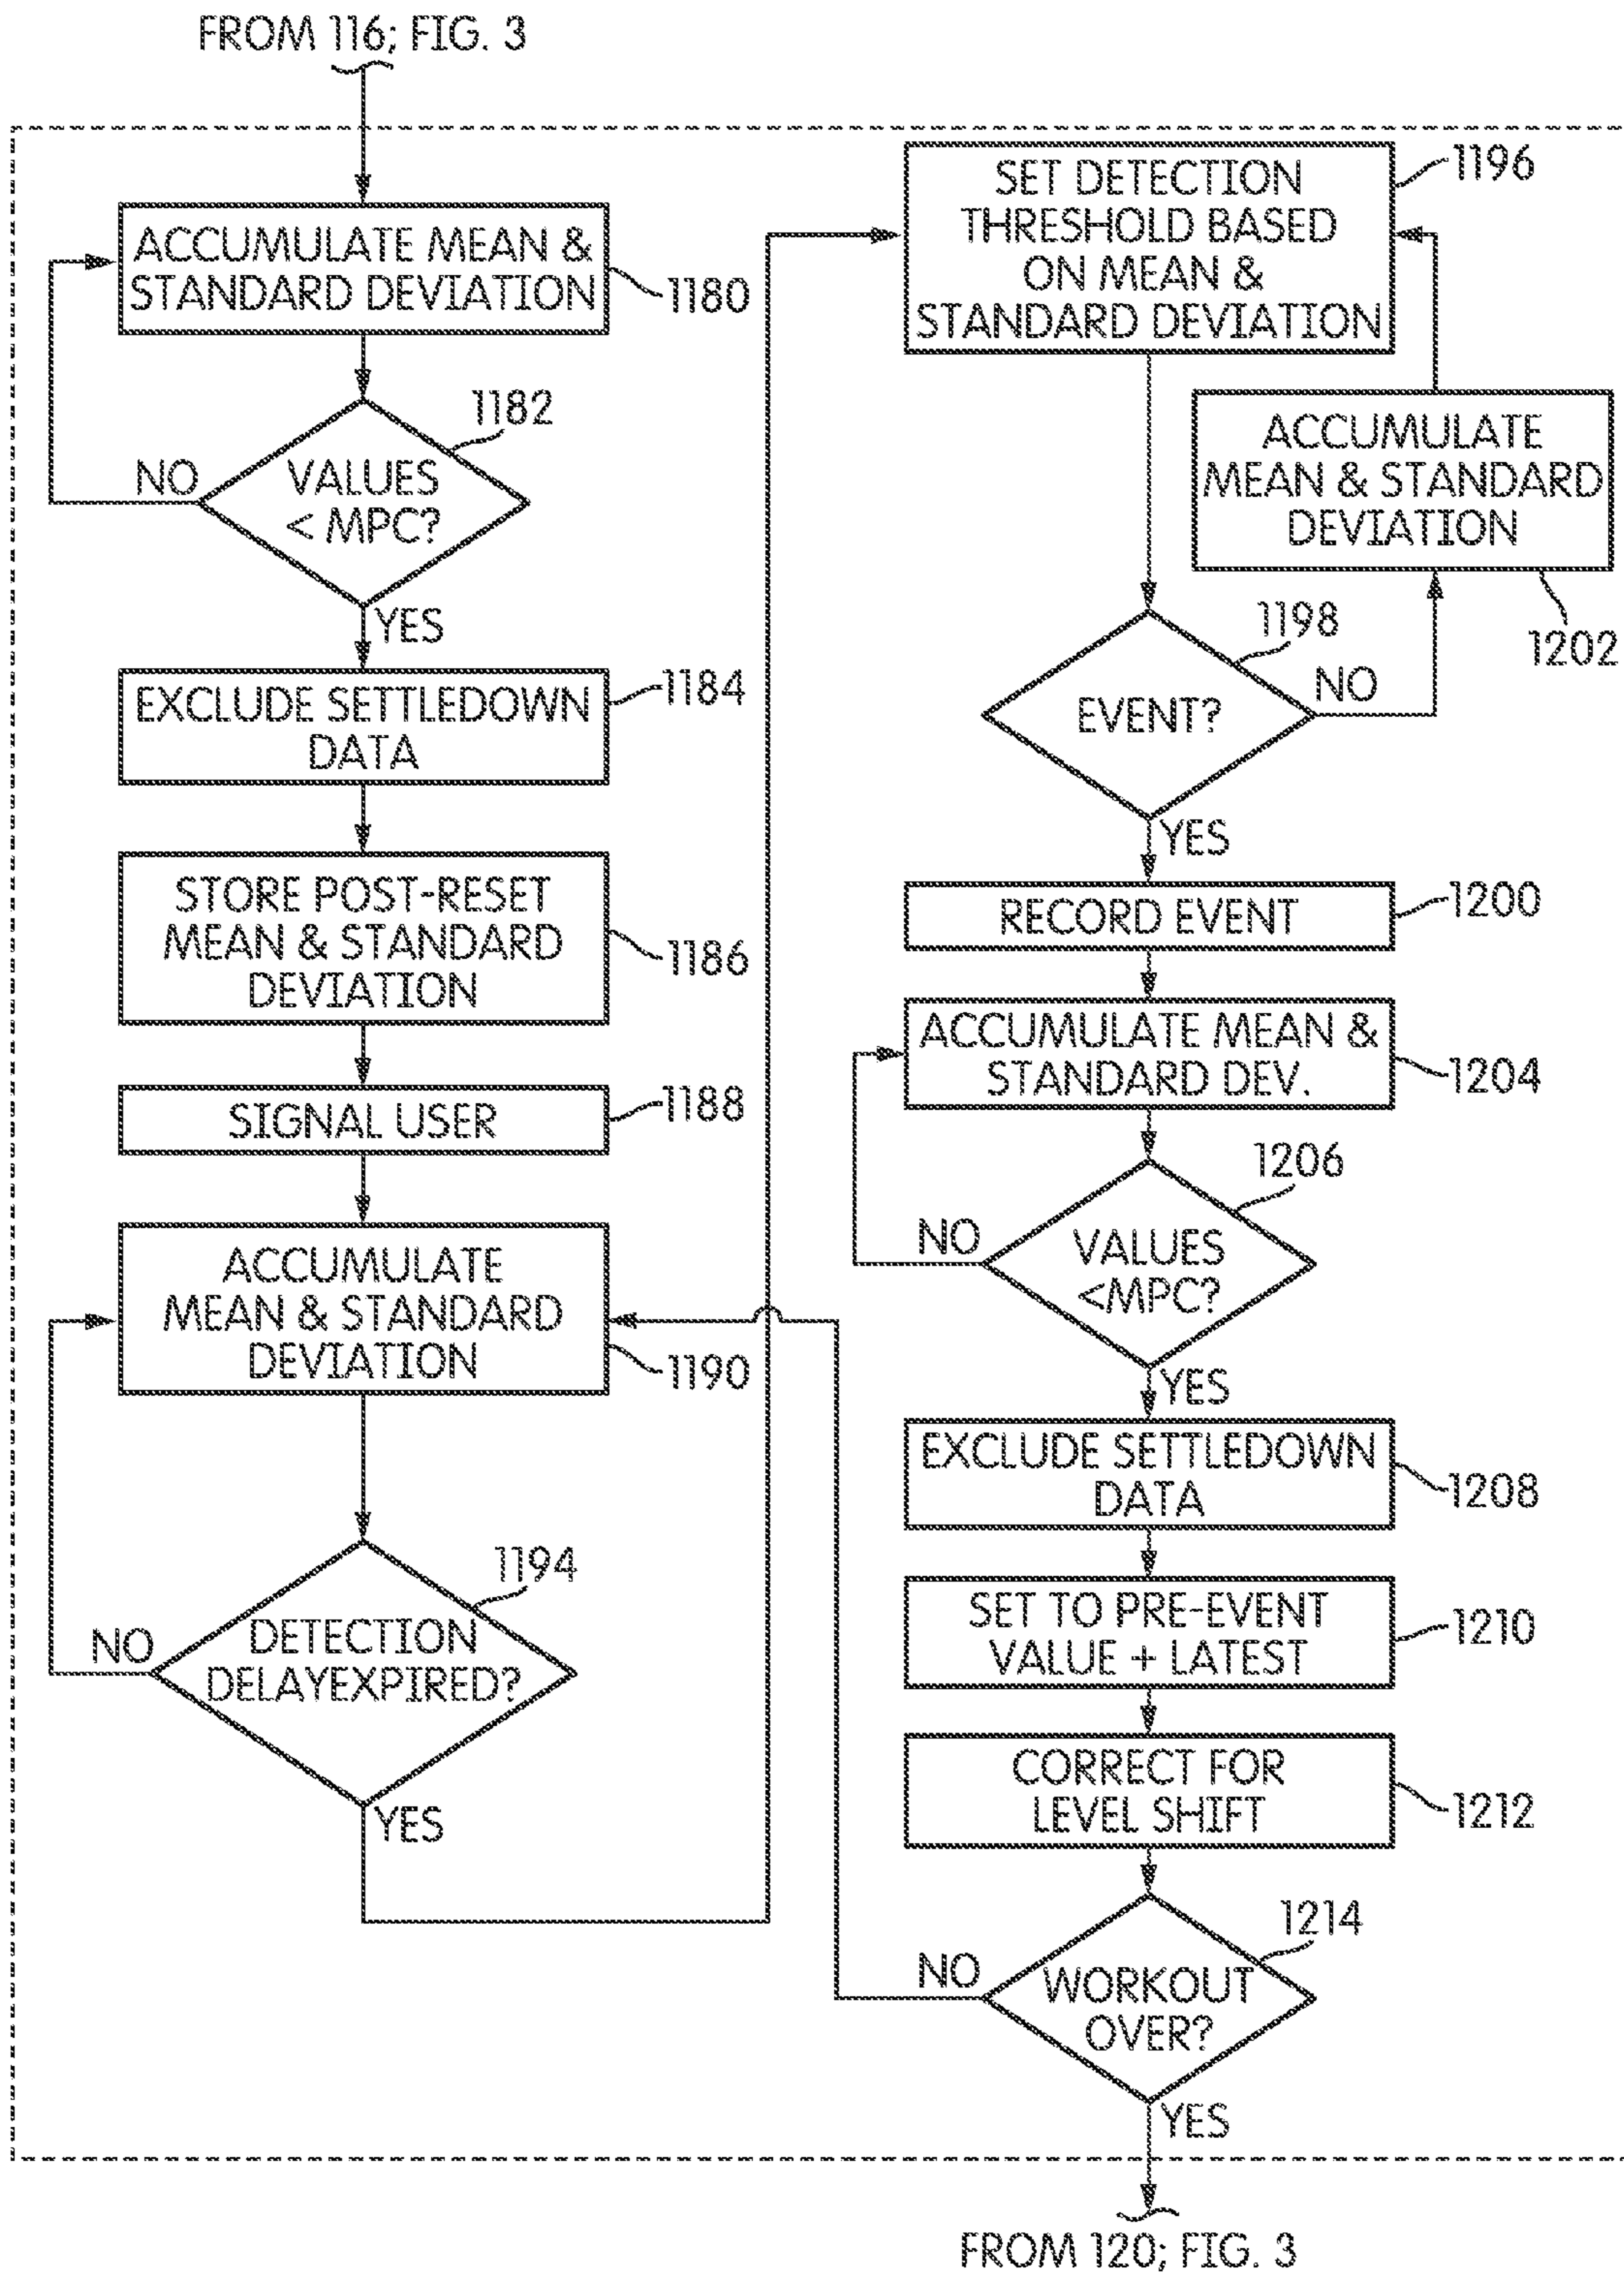 FROM 116; FIG. 3
ACCUMULATE MEAN &
STANDARD DEVIATION
1180
1182
VALUES
< MPC?
NO
YES
EXCLUDE SETTLEDOWN
DATA
1184
STORE POST-RESET
MEAN & STANDARD
DEVIATION
1186
SIGNAL USER
1188
ACCUMULATE
MEAN & STANDARD
DEVIATION
1190
1194
DETECTION
DELAYEXPIRED?
NO
YES
SET DETECTION
THRESHOLD BASED
ON MEAN &
STANDARD DEVIATION
1196
ACCUMULATE
MEAN & STANDARD
DEVIATION
1202
1198
EVENT?
NO
YES
RECORD EVENT
1200
ACCUMULATE MEAN &
STANDARD DEV.
1204
1206
VALUES
<MPC?
NO
YES
EXCLUDE SETTLEDOWN
DATA
1208
SET TO PRE-EVENT
VALUE + LATEST
1210
CORRECT FOR
LEVEL SHIFT
1212
1214
WORKOUT
OVER?
NO
YES
FROM 120; FIG. 3